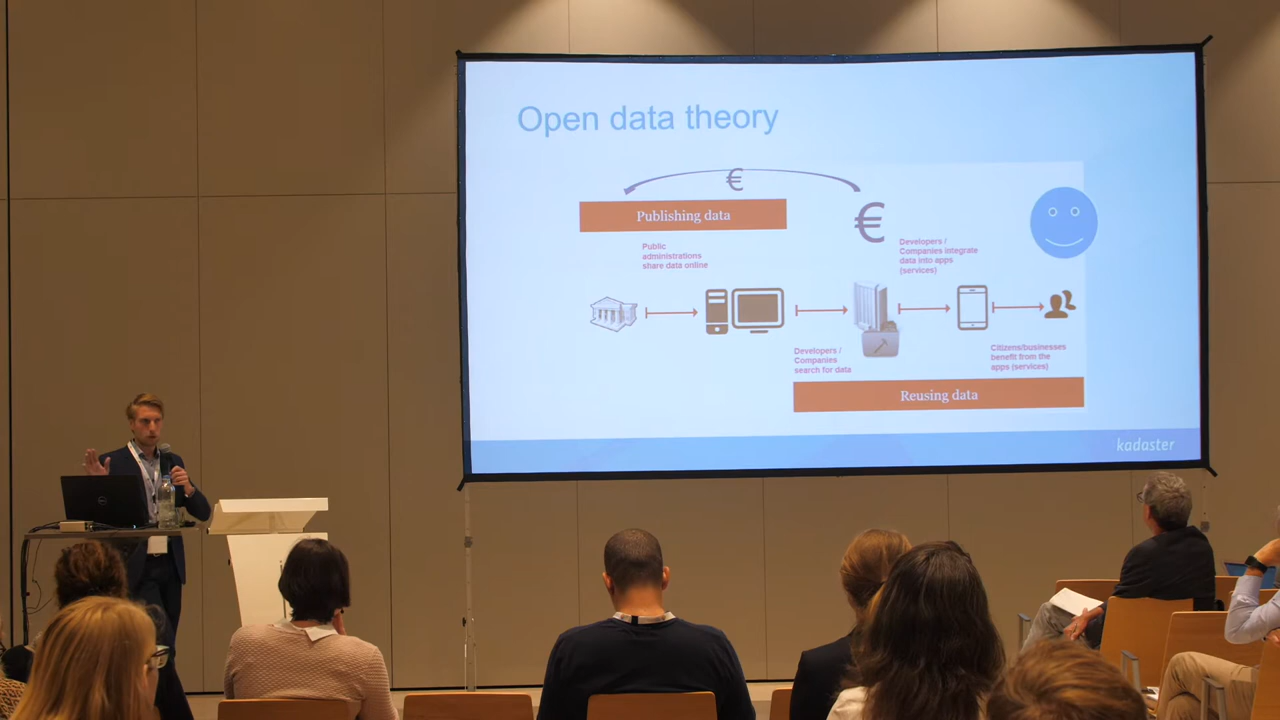 Open data theory
€
Publishing data
€
Public
administrations
share data online
Developers /
Companies integrate
data into apps
(services)
Developers /
Companies
search for data
Citizens/businesses
benefit from the
apps (services)
Reusing data
kadaster
DELL